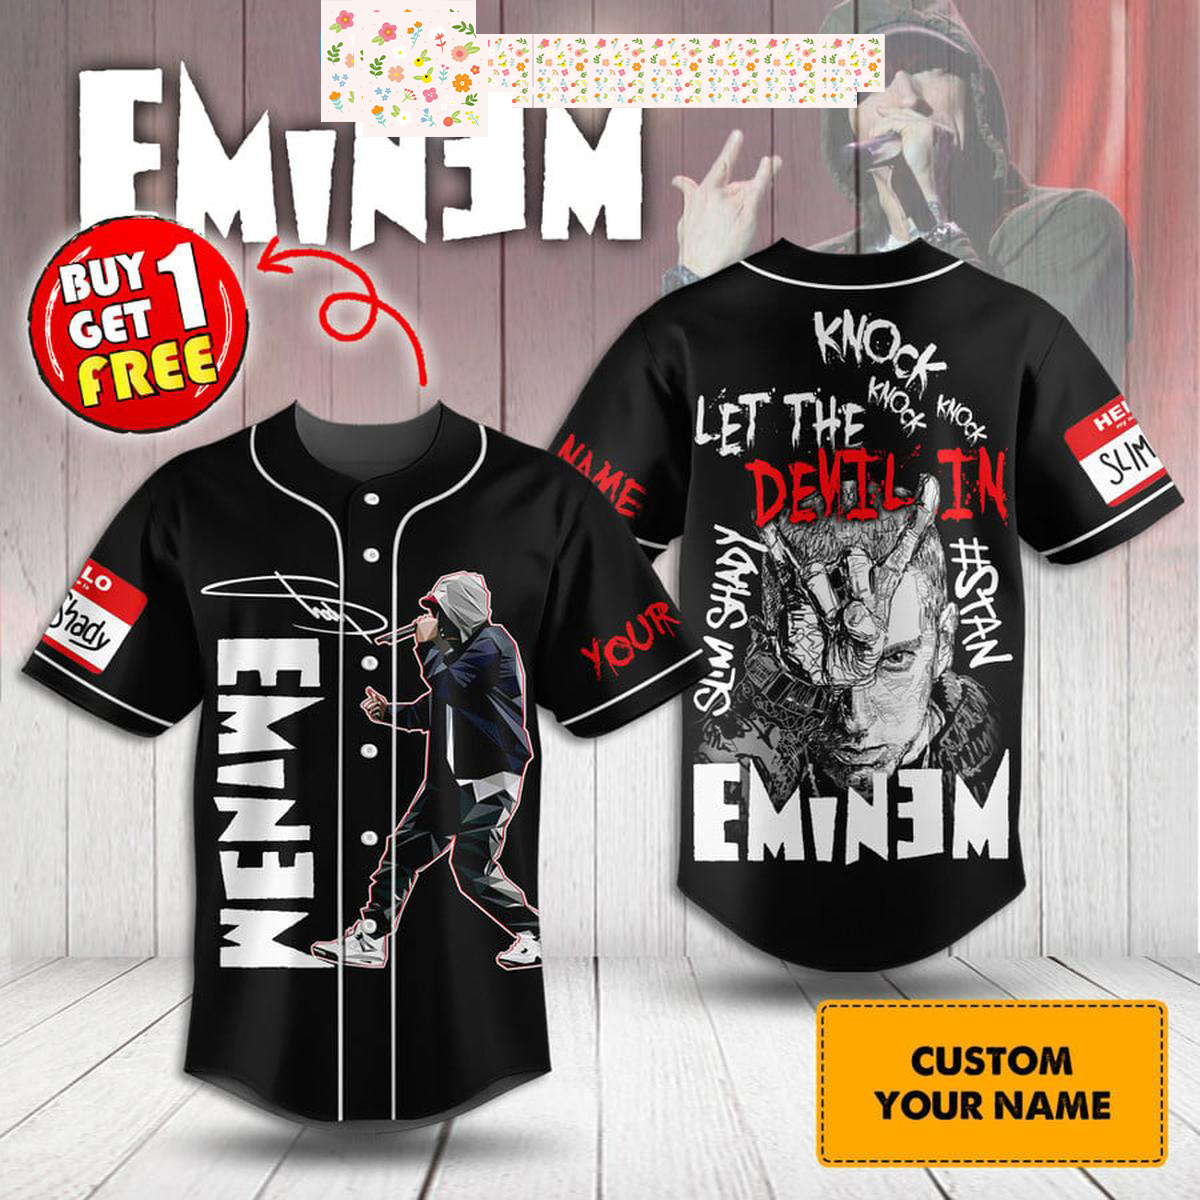 EMINEM
BUY 1
GET
FREE
KNOCK
KNOCK
KNOCK
LET THE
DEVIL IN
SLIM SHADY
#STAN
EMINEM
NAME
SLIM
LO
Shady
EMINEM
YOUR
CUSTOM
YOUR NAME